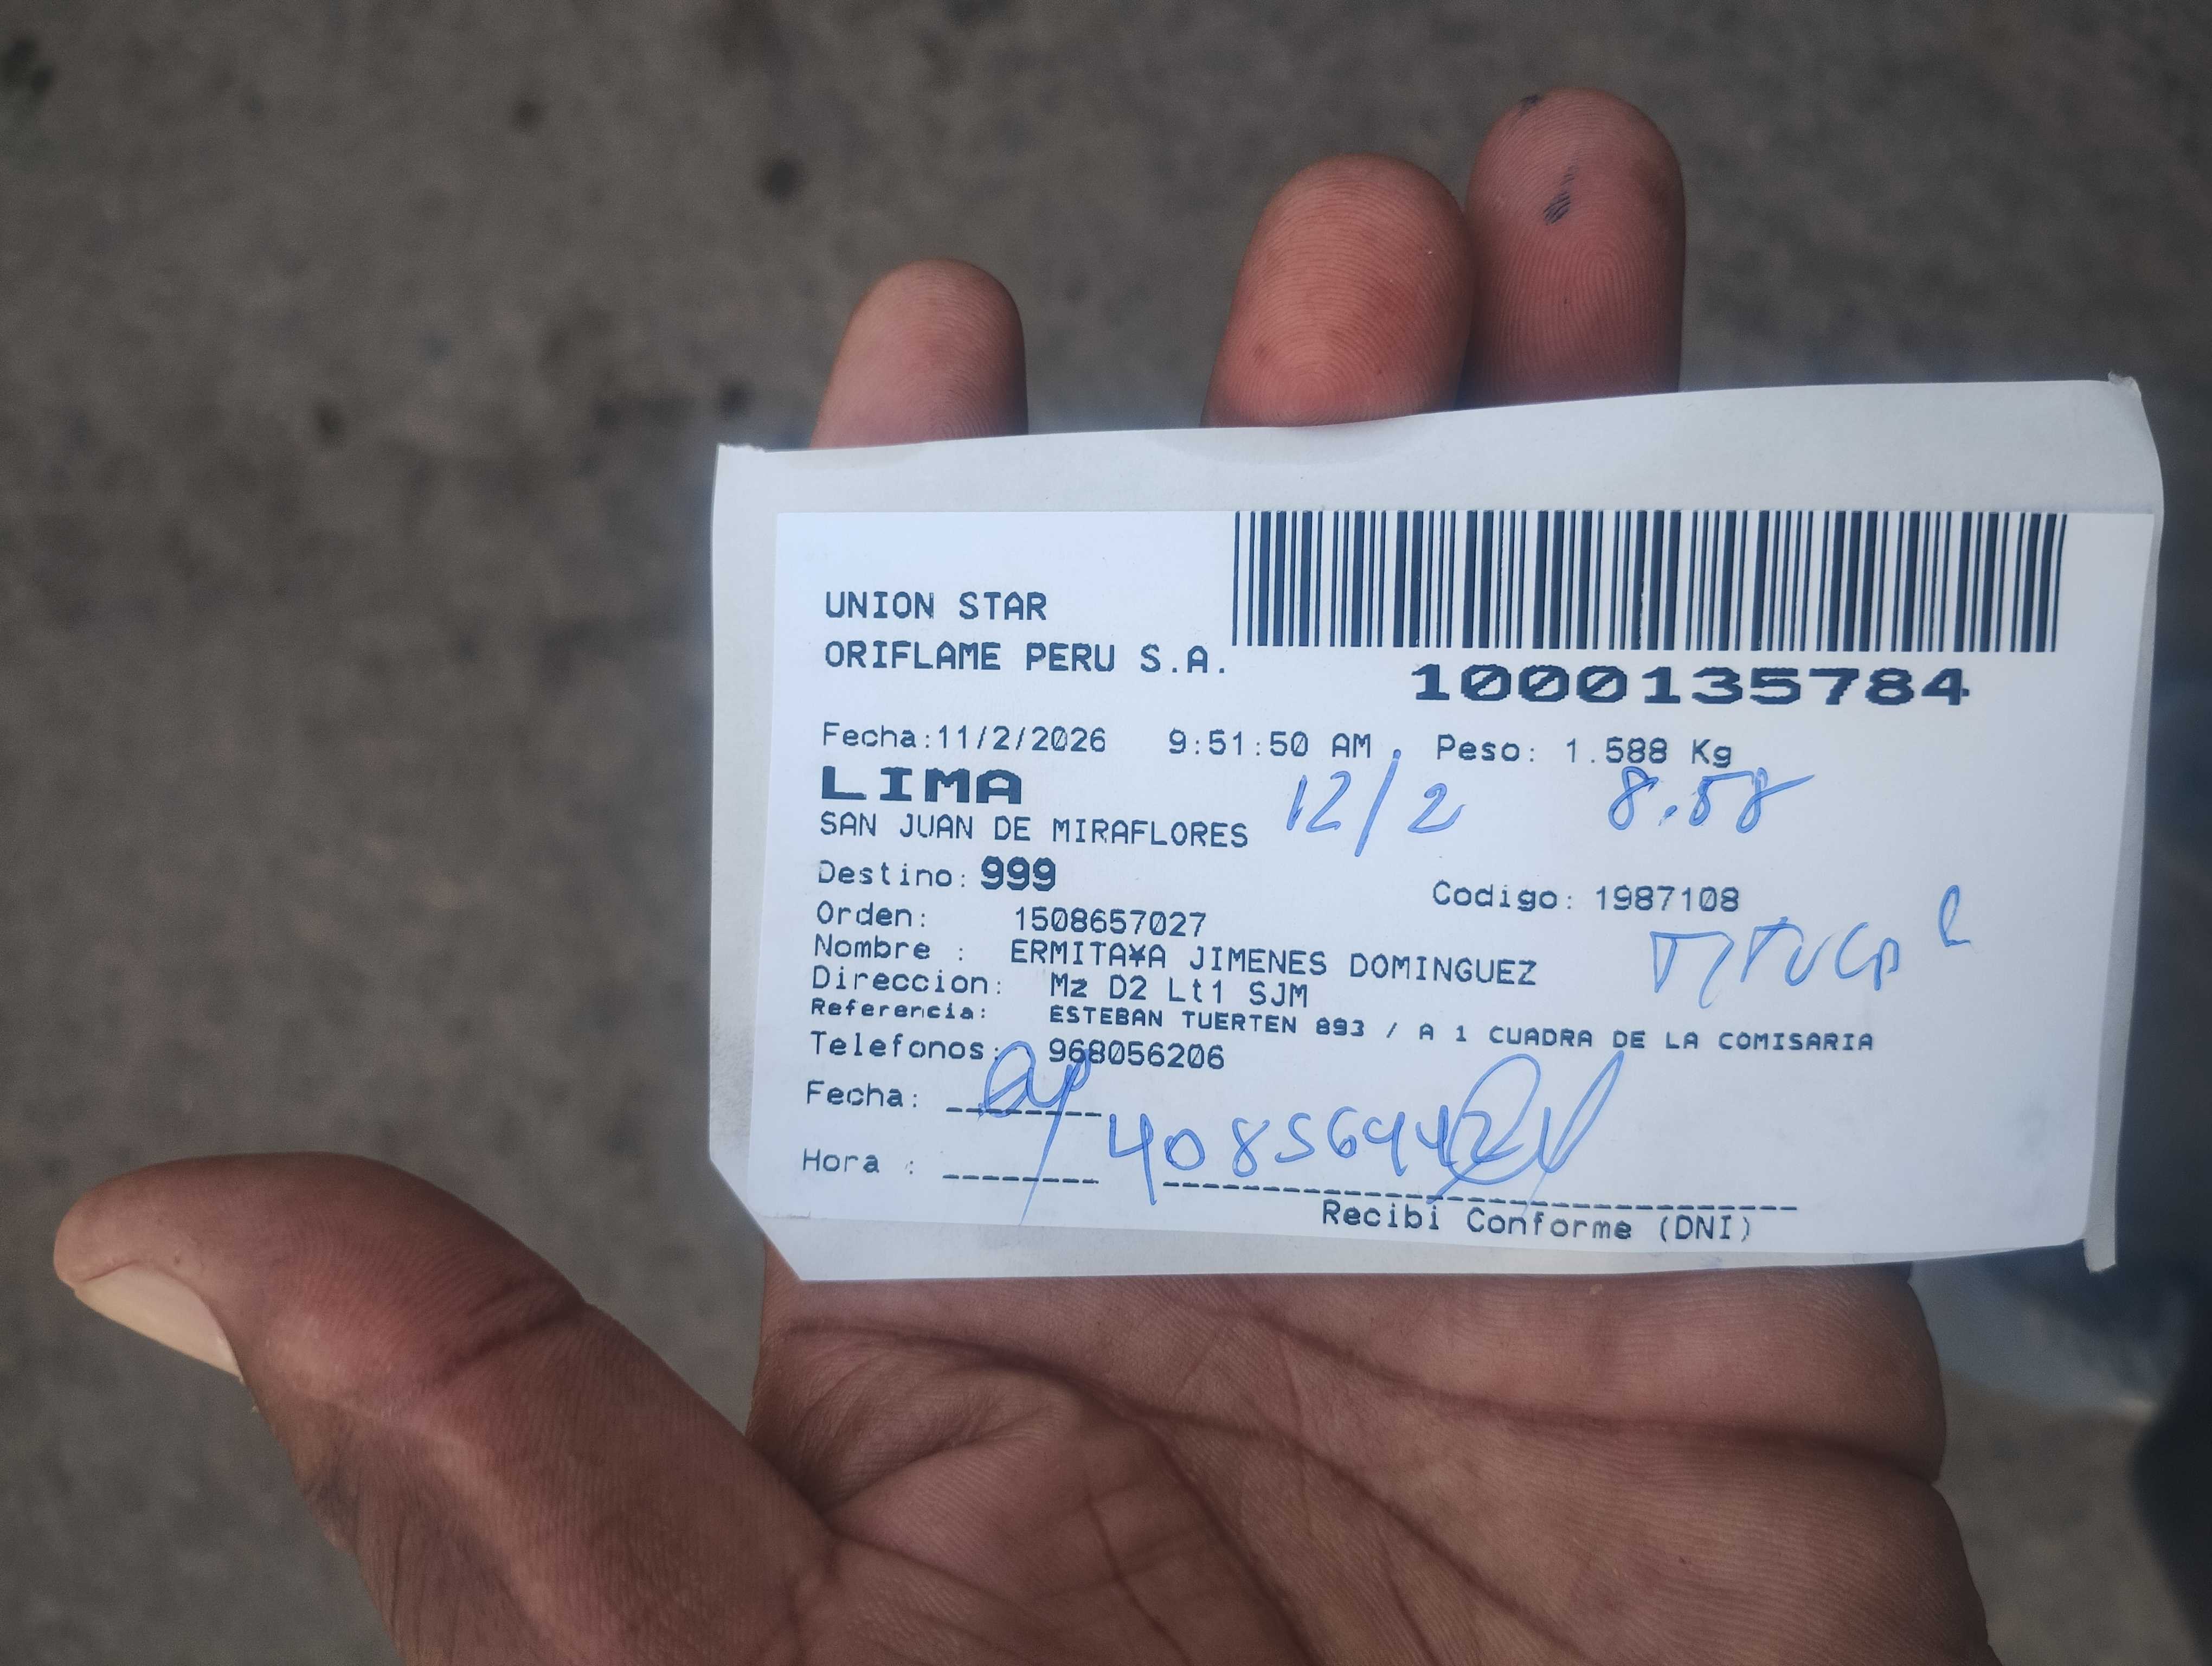 UNION STAR
ORIFLAME PERU S.A.
1000135784
Fecha:11/2/2026 9:51:50 AM Peso: 1.588 Kg
LIMA
12/2 8.58
SAN JUAN DE MIRAFLORES
Destino: 999
Codigo: 1987108
Orden: 1508657027
Nombre : ERMITA¥A JIMENES DOMINGUEZ
Direccion: Mz D2 Lt1 SJM
Referencia: ESTEBAN TUERTEN 893 / A 1 CUADRA DE LA COMISARIA
Telefonos: 968056206
Fecha:
Hora :
Recibi Conforme (DNI)